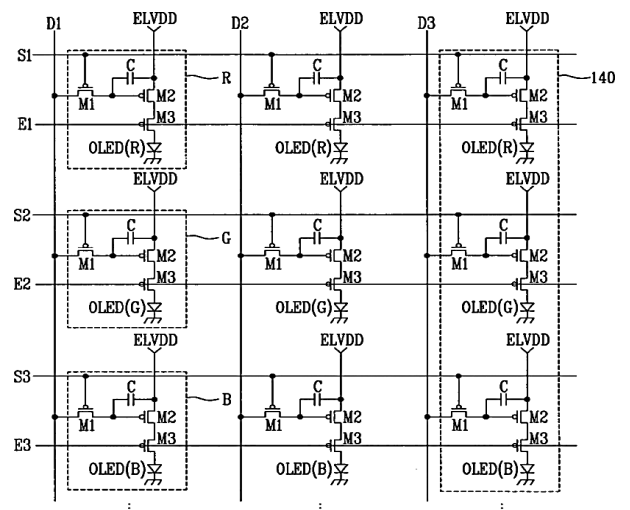 D1 ELVDD D2 ELVDD D3 ELVDD
S1
C R C C 140
M1 M2 M1 M2 M1 M2
E1 M3 M3 M3
OLED(R) OLED(R) OLED(R)
ELVDD ELVDD ELVDD
S2
C G C C
M1 M2 M1 M2 M1 M2
E2 M3 M3 M3
OLED(G) OLED(G) OLED(G)
ELVDD ELVDD ELVDD
S3
C B C C
M1 M2 M1 M2 M1 M2
E3 M3 M3 M3
OLED(B) OLED(B) OLED(B)